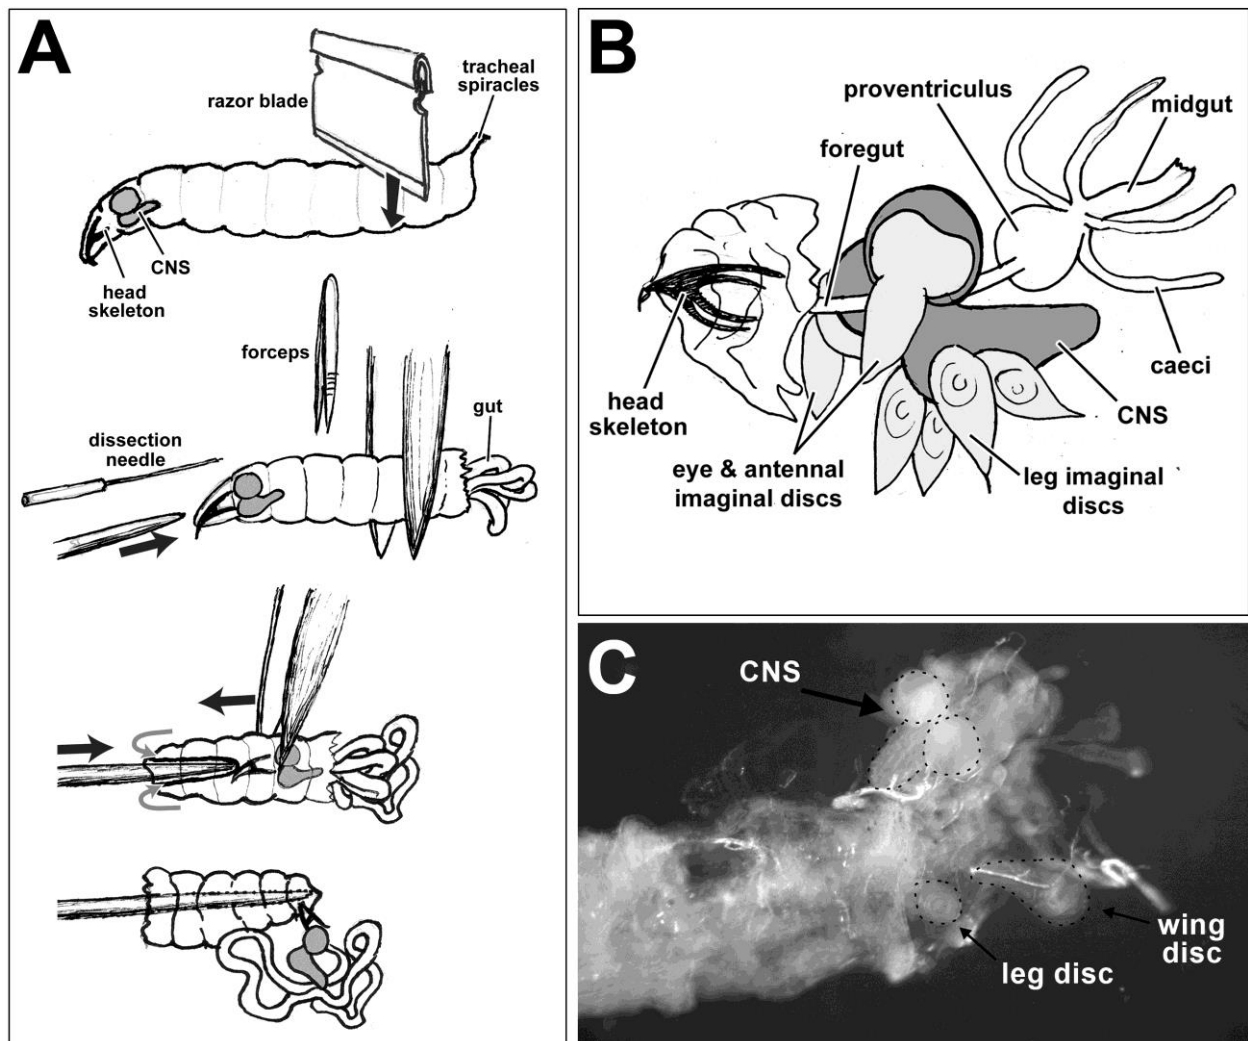 A
razor blade
tracheal
spiracles
CNS
head
skeleton
forceps
gut
dissection
needle
B
proventriculus
midgut
foregut
head
skeleton
eye & antennal
imaginal discs
leg imaginal
discs
CNS
caeci
C
CNS
wing
disc
leg disc